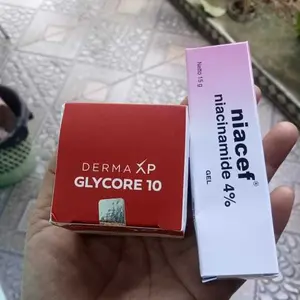 DERMA XP
GLYCORE 10
Netto 15 g
niacef®
niacinamide 4%
GEL